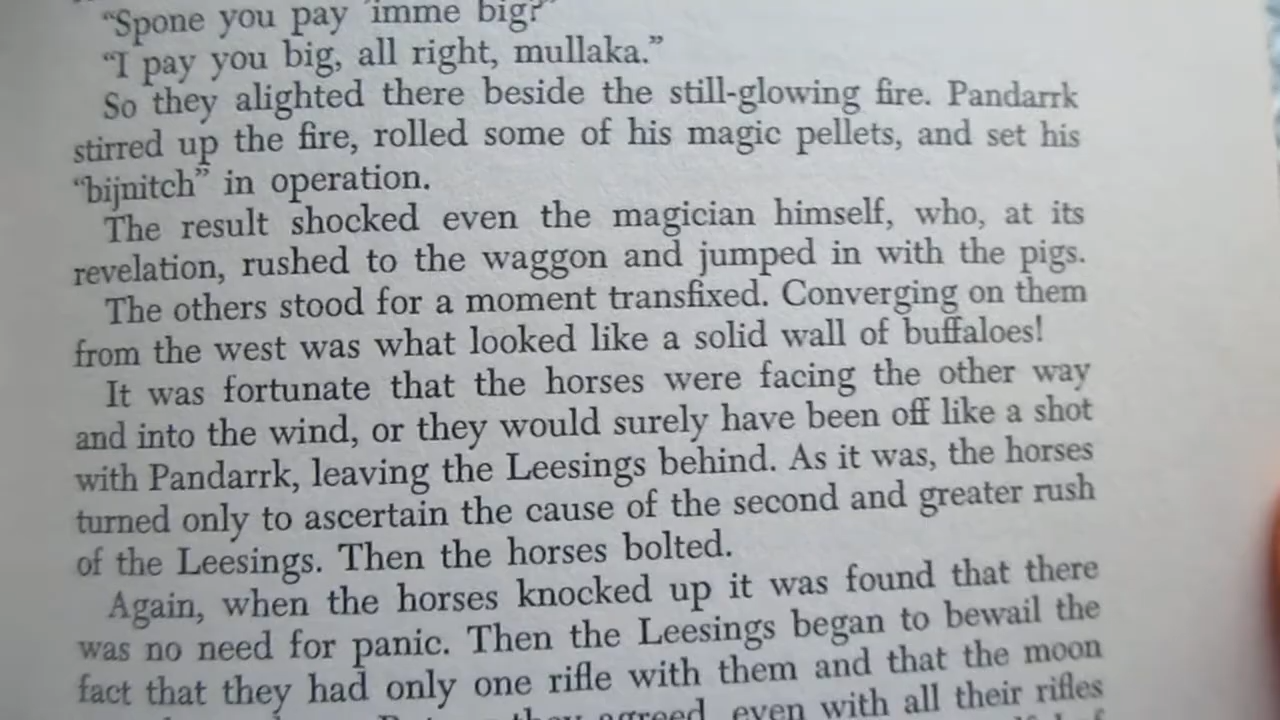 “Spone you pay 'imme big?”
“I pay you big, all right, mullaka.”
So they alighted there beside the still-glowing fire. Pandarrk
stirred up the fire, rolled some of his magic pellets, and set his
“bijnitch” in operation.
The result shocked even the magician himself, who, at its
revelation, rushed to the waggon and jumped in with the pigs.
The others stood for a moment transfixed. Converging on them
from the west was what looked like a solid wall of buffaloes!
It was fortunate that the horses were facing the other way
and into the wind, or they would surely have been off like a shot
with Pandarrk, leaving the Leesings behind. As it was, the horses
turned only to ascertain the cause of the second and greater rush
of the Leesings. Then the horses bolted.
Again, when the horses knocked up it was found that there
was no need for panic. Then the Leesings began to bewail the
fact that they had only one rifle with them and that the moon
they agreed, even with all their rifles